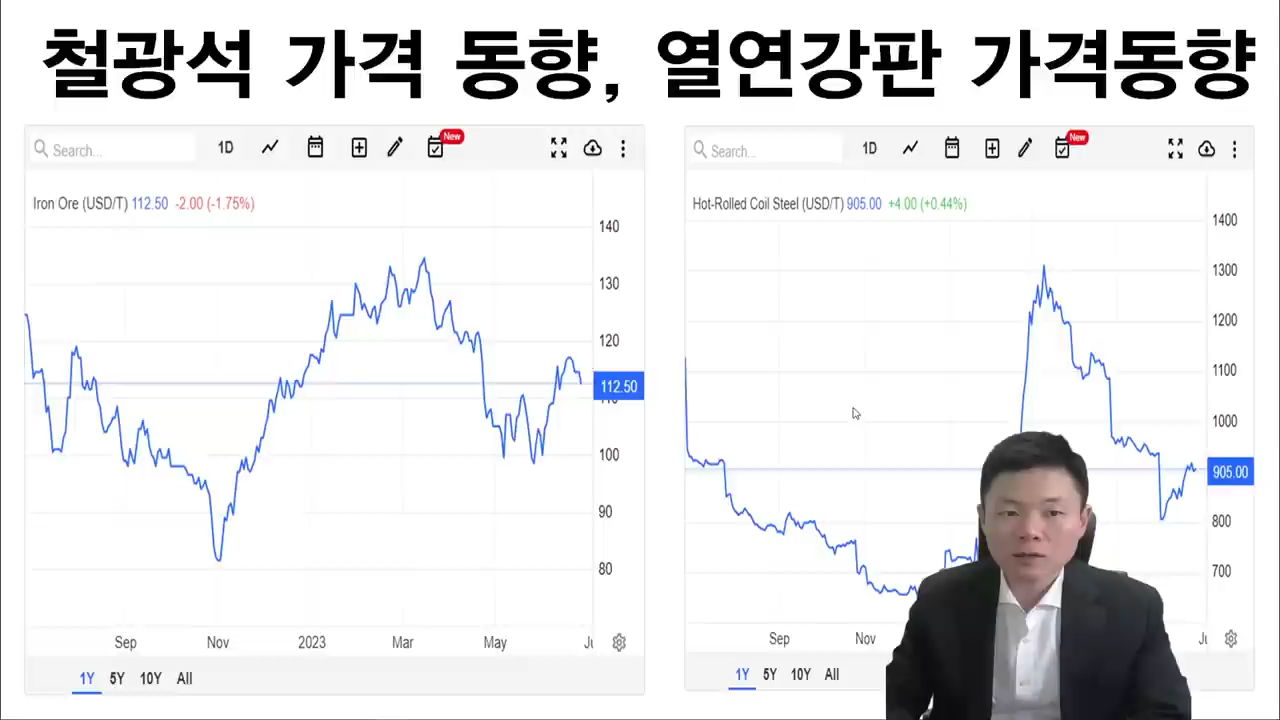 철광석 가격 동향, 열연강판 가격동향
Search...
1D
New
Iron Ore (USD/T) 112.50 -2.00 (-1.75%)
140
130
120
112.50
110
100
90
80
Sep Nov 2023 Mar May
1Y 5Y 10Y All
Search...
1D
New
Hot-Rolled Coil Steel (USD/T) 905.00 +4.00 (+0.44%)
1400
1300
1200
1100
1000
905.00
800
700
Sep Nov
1Y 5Y 10Y All